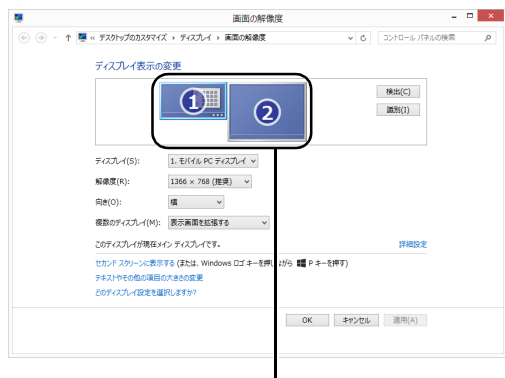 画面の解像度
« デスクトップのカスタマイズ ▸ ディスプレイ ▸ 画面の解像度
コントロール パネルの検索
ディスプレイ表示の変更
1
2
検出(C)
識別(I)
ディスプレイ(S): 1. モバイル PC ディスプレイ
解像度(R): 1366 × 768 (推奨)
向き(O): 横
複数のディスプレイ(M): 表示画面を拡張する
このディスプレイが現在メイン ディスプレイです。 詳細設定
セカンド スクリーンに表示する (または、Windows ロゴ キーを押しながら P キーを押す)
テキストやその他の項目の大きさの変更
どのディスプレイ設定を選択しますか?
OK キャンセル 適用(A)